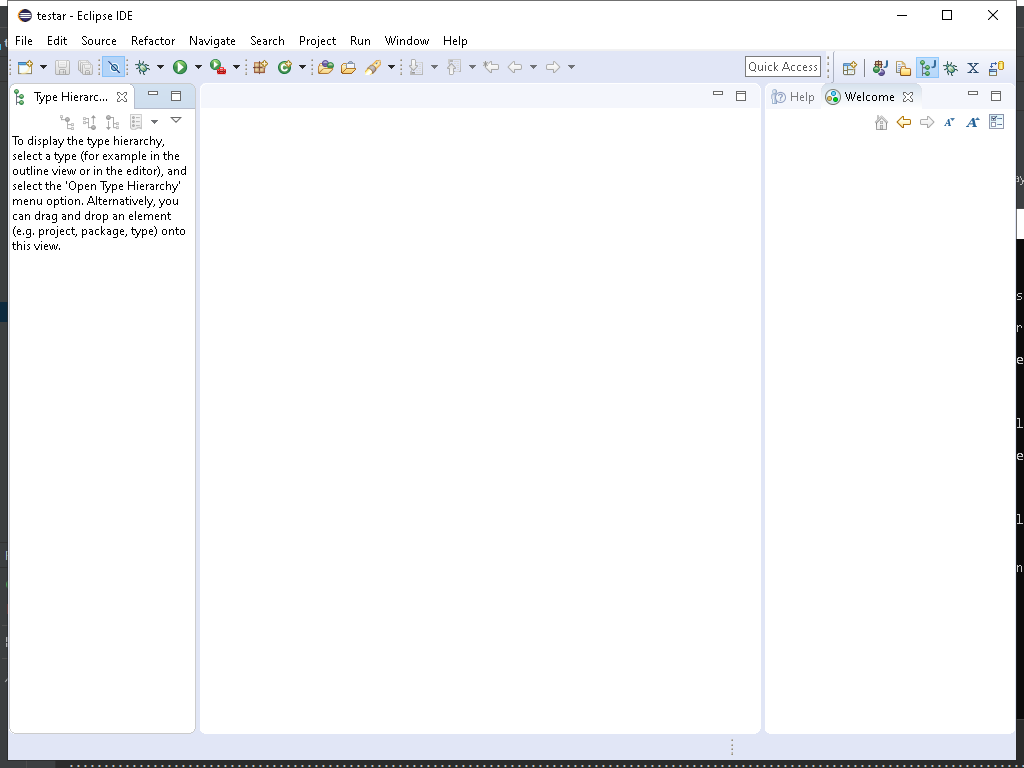 testar - Eclipse IDE
File Edit Source Refactor Navigate Search Project Run Window Help
Quick Access
Type Hierarc...
Help
Welcome
To display the type hierarchy,
select a type (for example in the
outline view or in the editor), and
select the 'Open Type Hierarchy'
menu option. Alternatively, you
can drag and drop an element
(e.g. project, package, type) onto
this view.